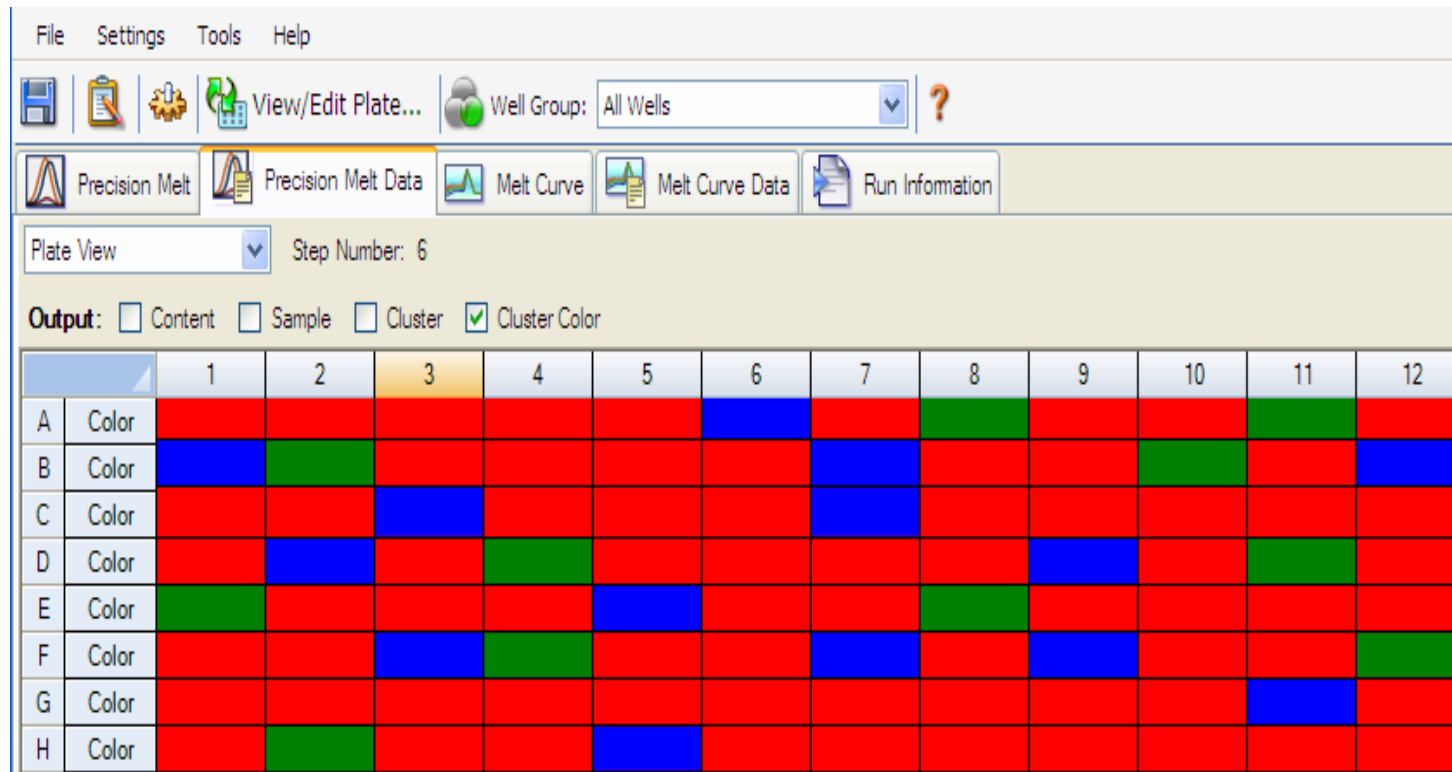 File Settings Tools Help
View/Edit Plate... Well Group: All Wells ?
Precision Melt Precision Melt Data Melt Curve Melt Curve Data Run Information
Plate View Step Number: 6
Output: Content Sample Cluster Cluster Color
1 2 3 4 5 6 7 8 9 10 11 12
A Color
B Color
C Color
D Color
E Color
F Color
G Color
H Color